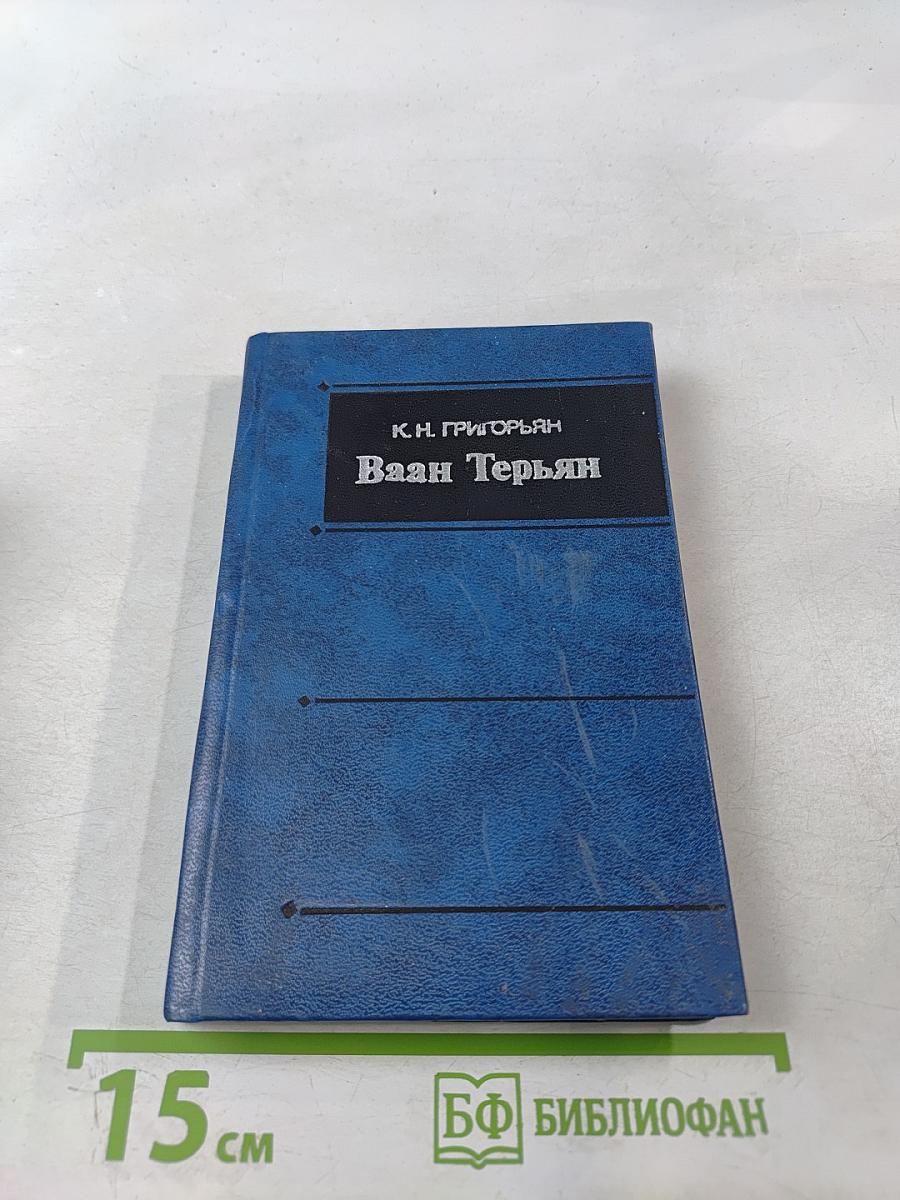 К. Н. ГРИГОРЬЯН
Ваан Терьян
15 см
БФ БИБЛИОФАН